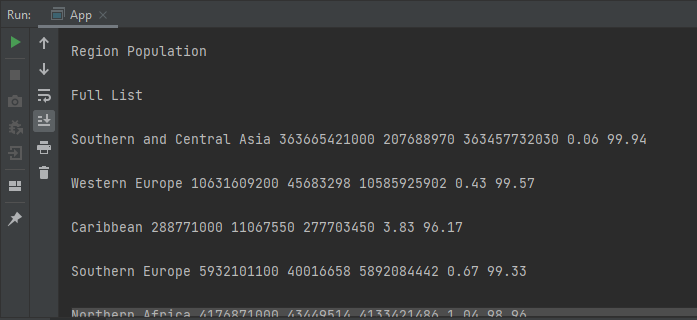 Run: App
Region Population
Full List
Southern and Central Asia 363665421000 207688970 363457732030 0.06 99.94
Western Europe 10631609200 45683298 10585925902 0.43 99.57
Caribbean 288771000 11067550 277703450 3.83 96.17
Southern Europe 5932101100 40016658 5892084442 0.67 99.33
Northern Africa 4176871000 43449514 4133421486 1.04 98.96